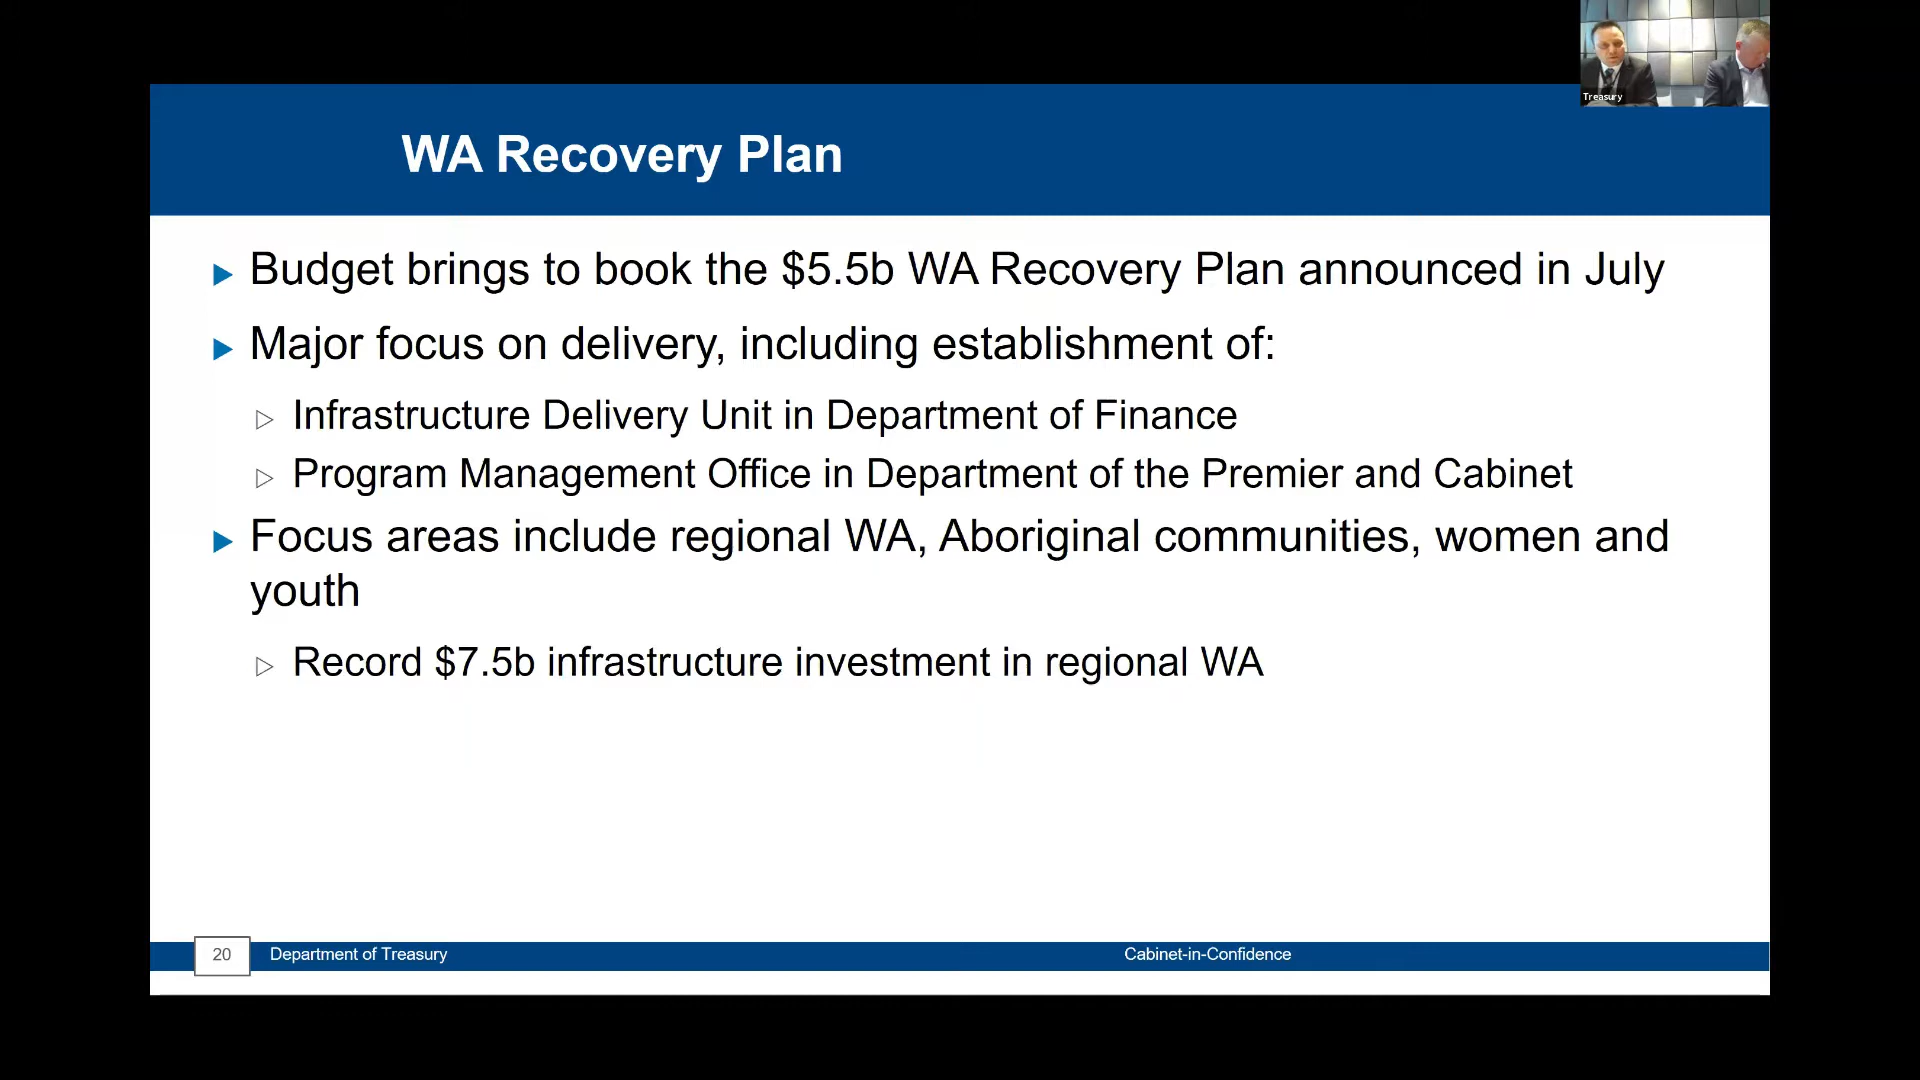 Treasury
WA Recovery Plan
Budget brings to book the $5.5b WA Recovery Plan announced in July
Major focus on delivery, including establishment of:
Infrastructure Delivery Unit in Department of Finance
Program Management Office in Department of the Premier and Cabinet
Focus areas include regional WA, Aboriginal communities, women and
youth
Record $7.5b infrastructure investment in regional WA
20 Department of Treasury Cabinet-in-Confidence